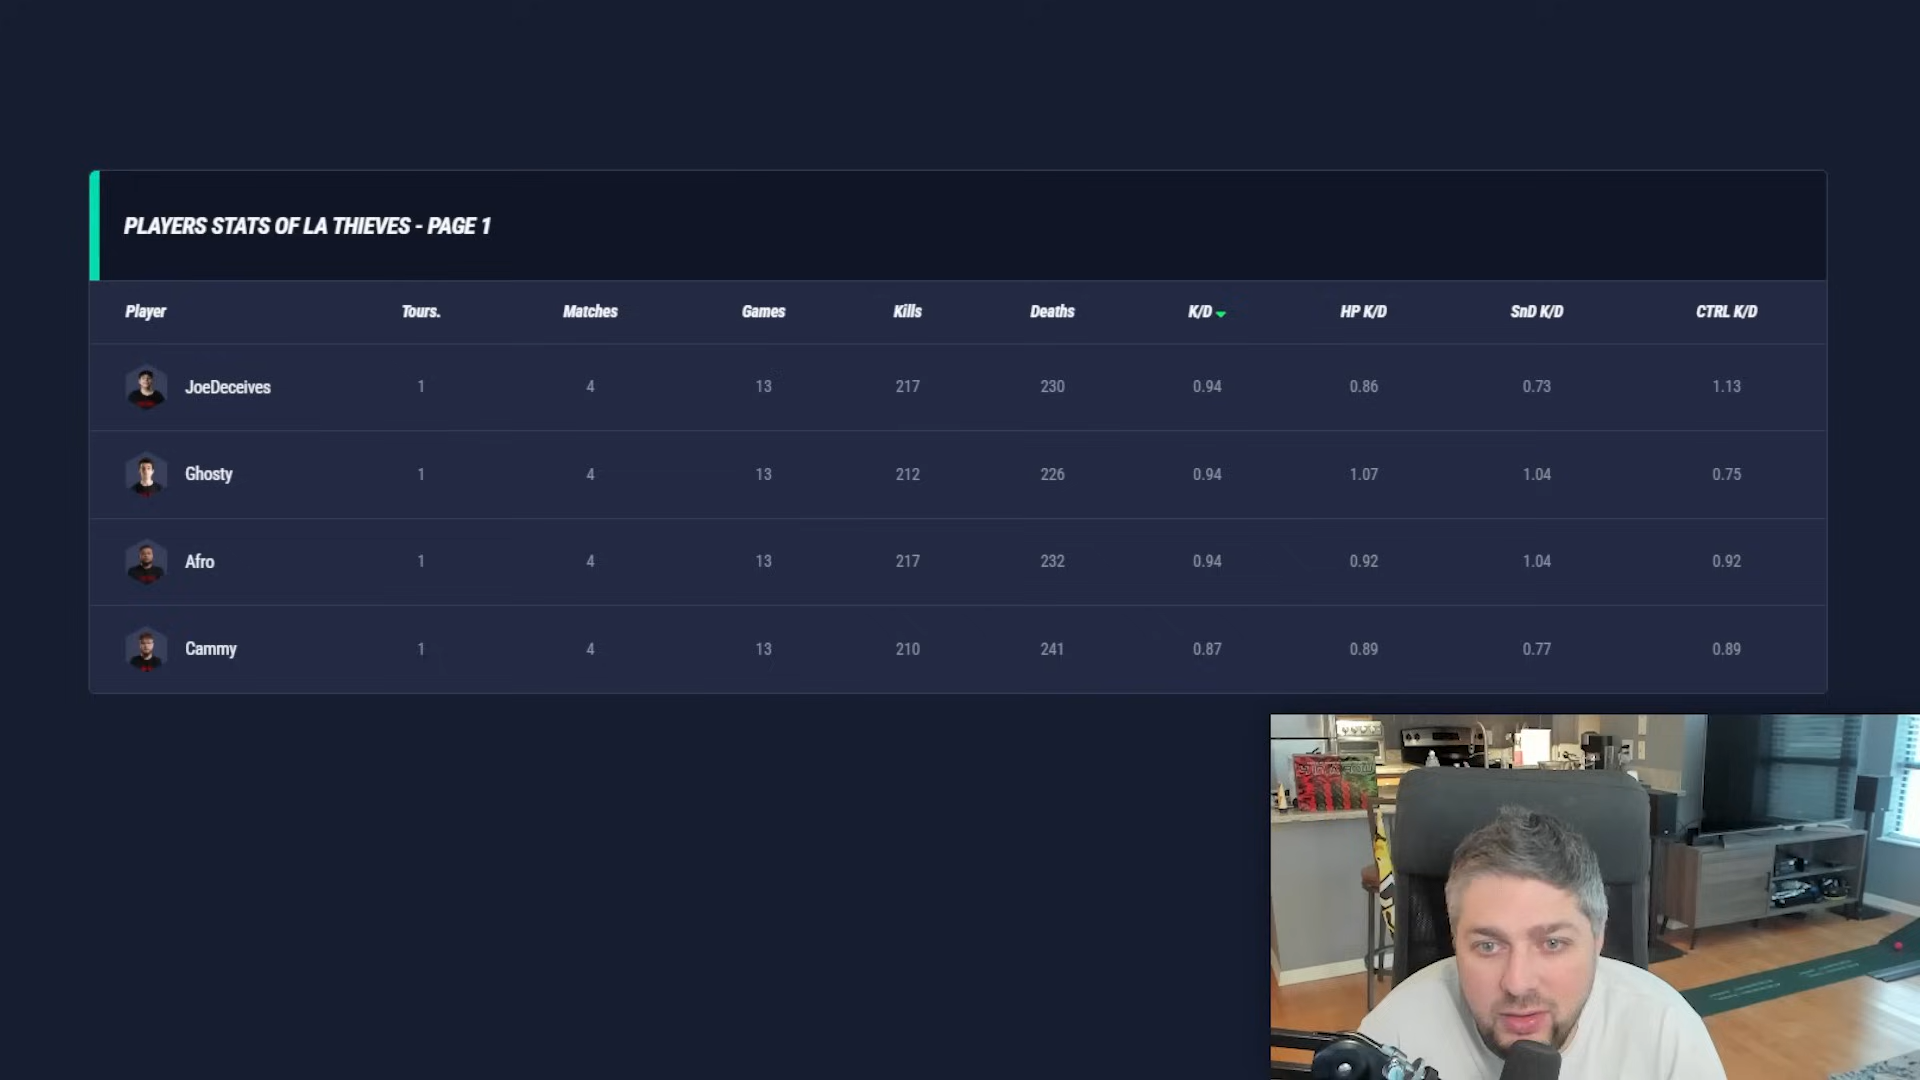 PLAYERS STATS OF LA THIEVES - PAGE 1
Player Tours. Matches Games Kills Deaths K/D HP K/D SnD K/D CTRL K/D
JoeDeceives 1 4 13 217 230 0.94 0.86 0.73 1.13
Ghosty 1 4 13 212 226 0.94 1.07 1.04 0.75
Afro 1 4 13 217 232 0.94 0.92 1.04 0.92
Cammy 1 4 13 210 241 0.87 0.89 0.77 0.89